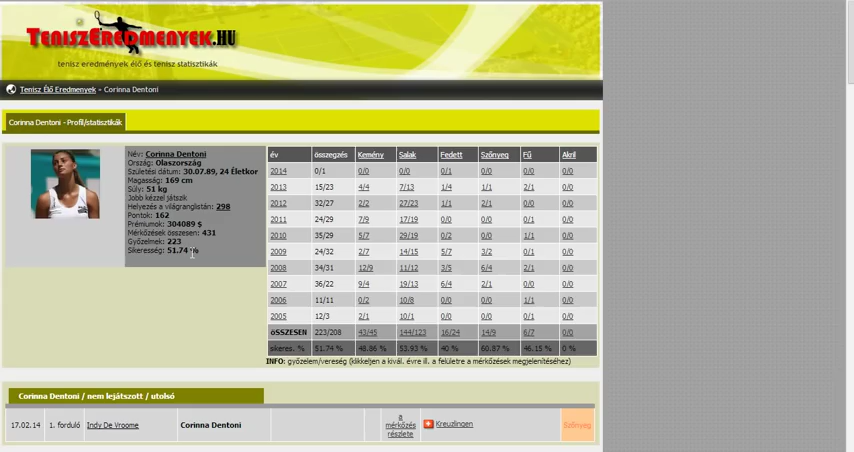 TENISZEREDMENYEK.HU
tenisz eredmények élő és tenisz statisztikák
Tenisz Élő Eredmenyek » Corinna Dentoni
Corinna Dentoni - Profil/statisztikák
Név: Corinna Dentoni
Ország: Olaszország
Születési dátum: 30.07.89, 24 Életkor
Magasság: 169 cm
Súly: 51 kg
Jobb kézzel játszik
Helyezés a világranglistán: 298
Pontok: 162
Prémiumok: 304089 $
Mérkőzések összesen: 431
Győzelmek: 223
Sikeresség: 51.74 %
év összegzés Kemény Salak Fedett Szőnyeg Fű Akril
2014 0/1 0/0 0/0 0/1 0/0 0/0 0/0
2013 15/23 4/4 7/13 1/4 1/1 2/1 0/0
2012 32/27 2/2 27/23 1/1 2/1 0/0 0/0
2011 24/29 7/9 17/19 0/0 0/0 0/1 0/0
2010 35/29 5/7 29/19 0/2 0/0 1/1 0/0
2009 24/32 2/7 14/15 5/7 3/2 0/1 0/0
2008 34/31 12/9 11/12 3/5 6/4 2/1 0/0
2007 36/22 9/4 19/13 6/4 2/1 0/0 0/0
2006 11/11 0/2 10/8 0/0 0/0 1/1 0/0
2005 12/3 2/1 10/1 0/0 0/1 0/0 0/0
öSSZESEN 223/208 43/45 144/123 16/24 14/9 6/7 0/0
sikeres. % 51.74 % 48.86 % 53.93 % 40 % 60.87 % 46.15 % 0 %
INFO: győzelem/vereség (klikkeljen a kivál. évre ill. a felületre a mérkőzések megjelenítéséhez)
Corinna Dentoni / nem lejátszott / utolsó
17.02.14 1. forduló Indy De Vroome Corinna Dentoni a mérkőzés részlete Kreuzlingen Szőnyeg